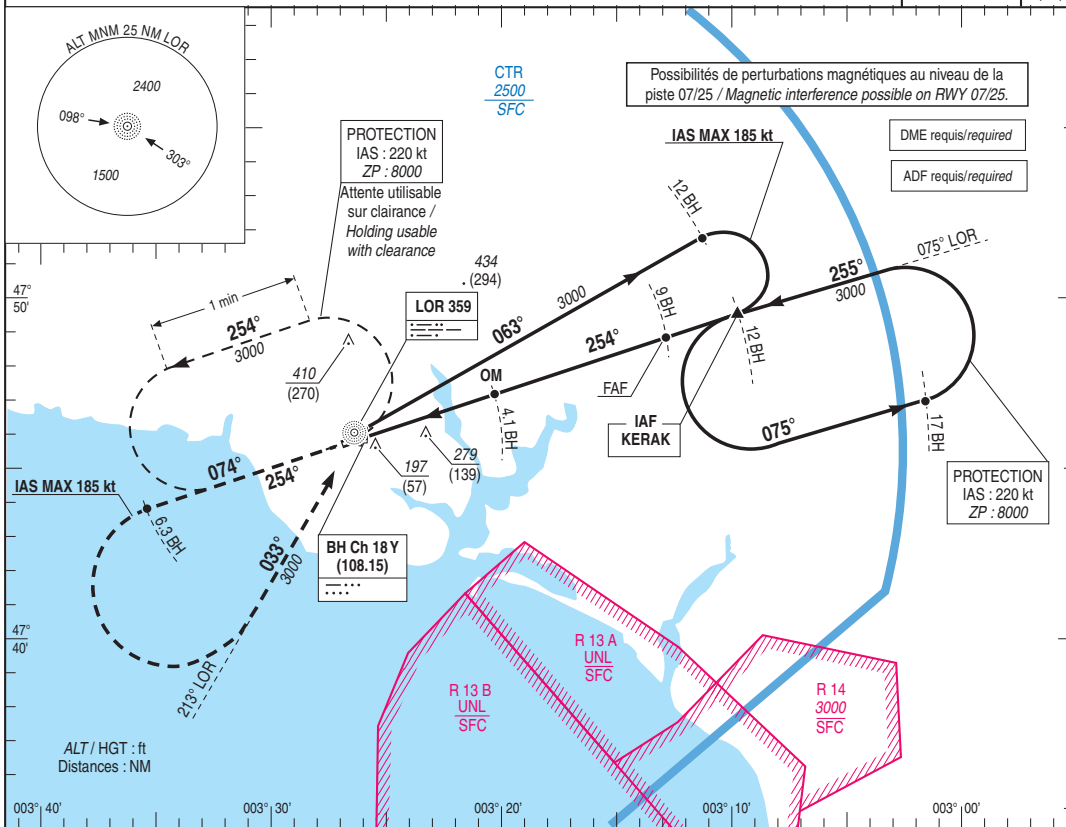 ALT MNM 25 NM LOR
2400
098°
303°
1500
CTR
2500
SFC
Possibilités de perturbations magnétiques au niveau de la
piste 07/25 / Magnetic interference possible on RWY 07/25.
DME requis/required
ADF requis/required
PROTECTION
IAS : 220 kt
ZP : 8000
Attente utilisable
sur clairance /
Holding usable
with clearance
IAS MAX 185 kt
12 BH
075° LOR
255°
3000
434
(294)
LOR 359
3000
063°
9 BH
254°
12 BH
47°
50'
1 min
254°
3000
410
(270)
OM
FAF
4.1 BH
IAF
KERAK
075°
17 BH
279
(139)
197
(57)
074°
254°
IAS MAX 185 kt
6.3 BH
033°
3000
213° LOR
BH Ch 18 Y
(108.15)
PROTECTION
IAS : 220 kt
ZP : 8000
47°
40'
R 13 A
UNL
SFC
R 13 B
UNL
SFC
R 14
3000
SFC
ALT / HGT : ft
Distances : NM
003° 40'
003° 30'
003° 20'
003° 10'
003° 00'